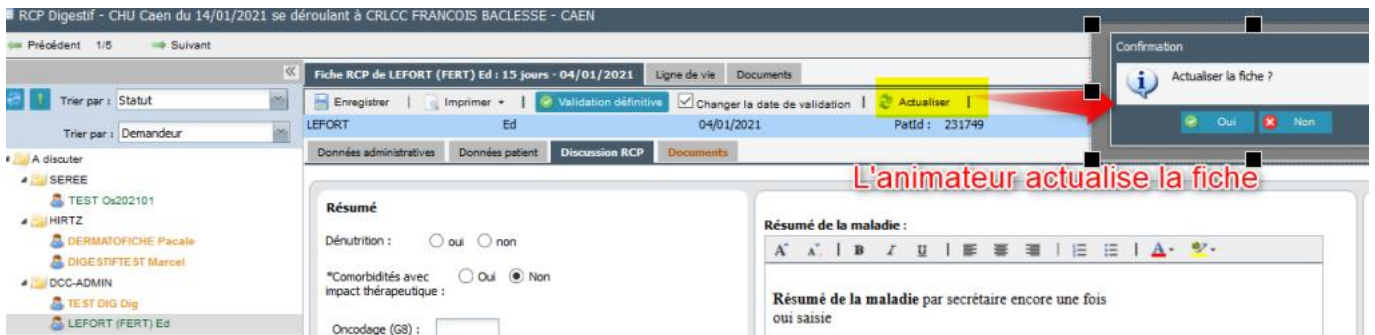 RCP Digestif - CHU Caen du 14/01/2021 se déroulant à CRLCC FRANCOIS BACLESSE - CAEN
Précédent 1/5 Suivant
Confirmation
Actualiser la fiche ?
Oui Non
Fiche RCP de LEFORT (FERT) Ed : 15 jours - 04/01/2021 Ligne de vie Documents
Trier par : Statut
Trier par : Demandeur
Enregistrer | Imprimer | Validation définitive Changer la date de validation | Actualiser |
LEFORT Ed 04/01/2021 PatId : 231749
Données administratives Données patient Discussion RCP Documents
L'animateur actualise la fiche
A discuter
SEREE
TEST Os202101
HIRTZ
DERMATOFICHE Pacale
DIGESTIFTEST Marcel
DCC-ADMIN
TEST DIG Dig
LEFORT (FERT) Ed
Résumé
Dénutrition : oui non
*Comorbidités avec impact thérapeutique : Oui Non
Oncodage (G8) :
Résumé de la maladie :
A A | B I U | A
Résumé de la maladie par secrétaire encore une fois
oui saisie